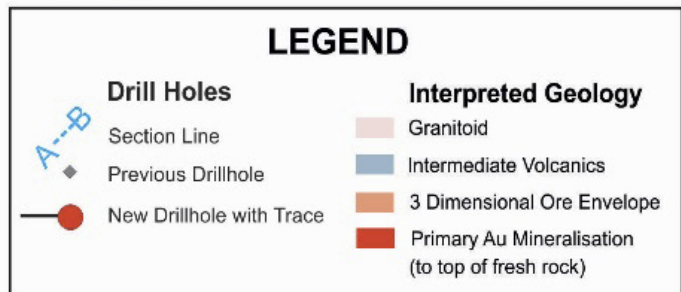 LEGEND
Drill Holes
A B
Section Line
Previous Drillhole
New Drillhole with Trace
Interpreted Geology
Granitoid
Intermediate Volcanics
3 Dimensional Ore Envelope
Primary Au Mineralisation
(to top of fresh rock)